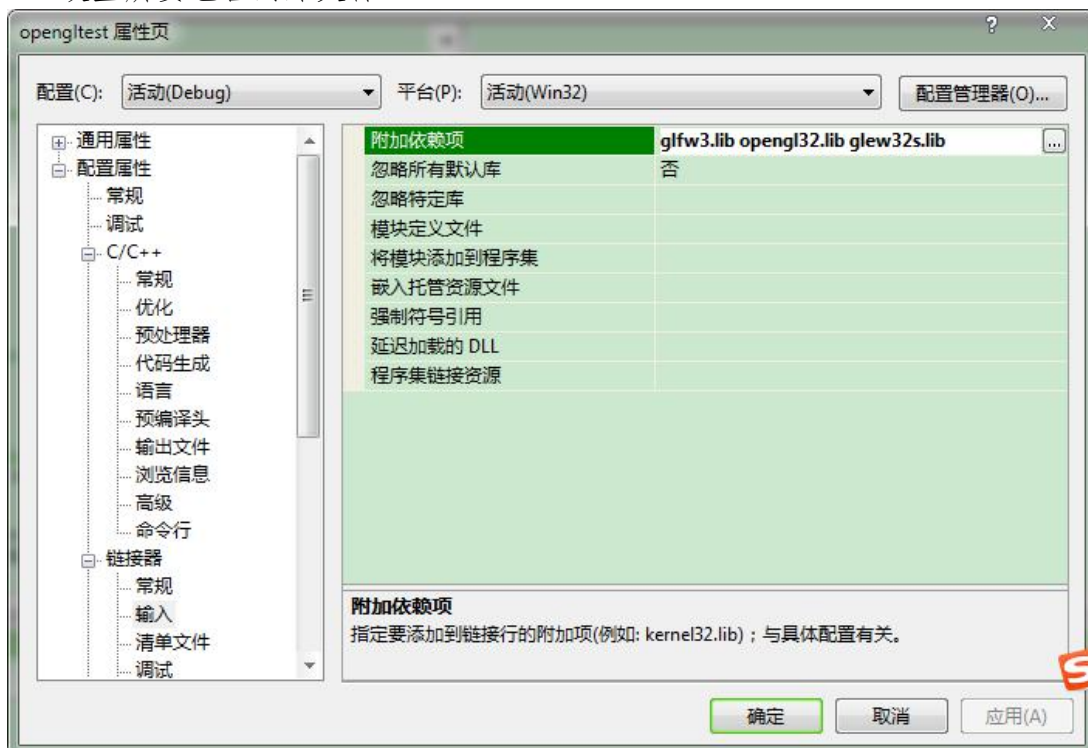 opengltest 属性页
配置(C): 活动(Debug) 平台(P): 活动(Win32) 配置管理器(O)...
通用属性
配置属性
常规
调试
C/C++
常规
优化
预处理器
代码生成
语言
预编译头
输出文件
浏览信息
高级
命令行
链接器
常规
输入
清单文件
调试
附加依赖项 glfw3.lib opengl32.lib glew32s.lib ...
忽略所有默认库 否
忽略特定库
模块定义文件
将模块添加到程序集
嵌入托管资源文件
强制符号引用
延迟加载的 DLL
程序集链接资源
附加依赖项
指定要添加到链接行的附加项(例如: kernel32.lib)；与具体配置有关。
确定 取消 应用(A)